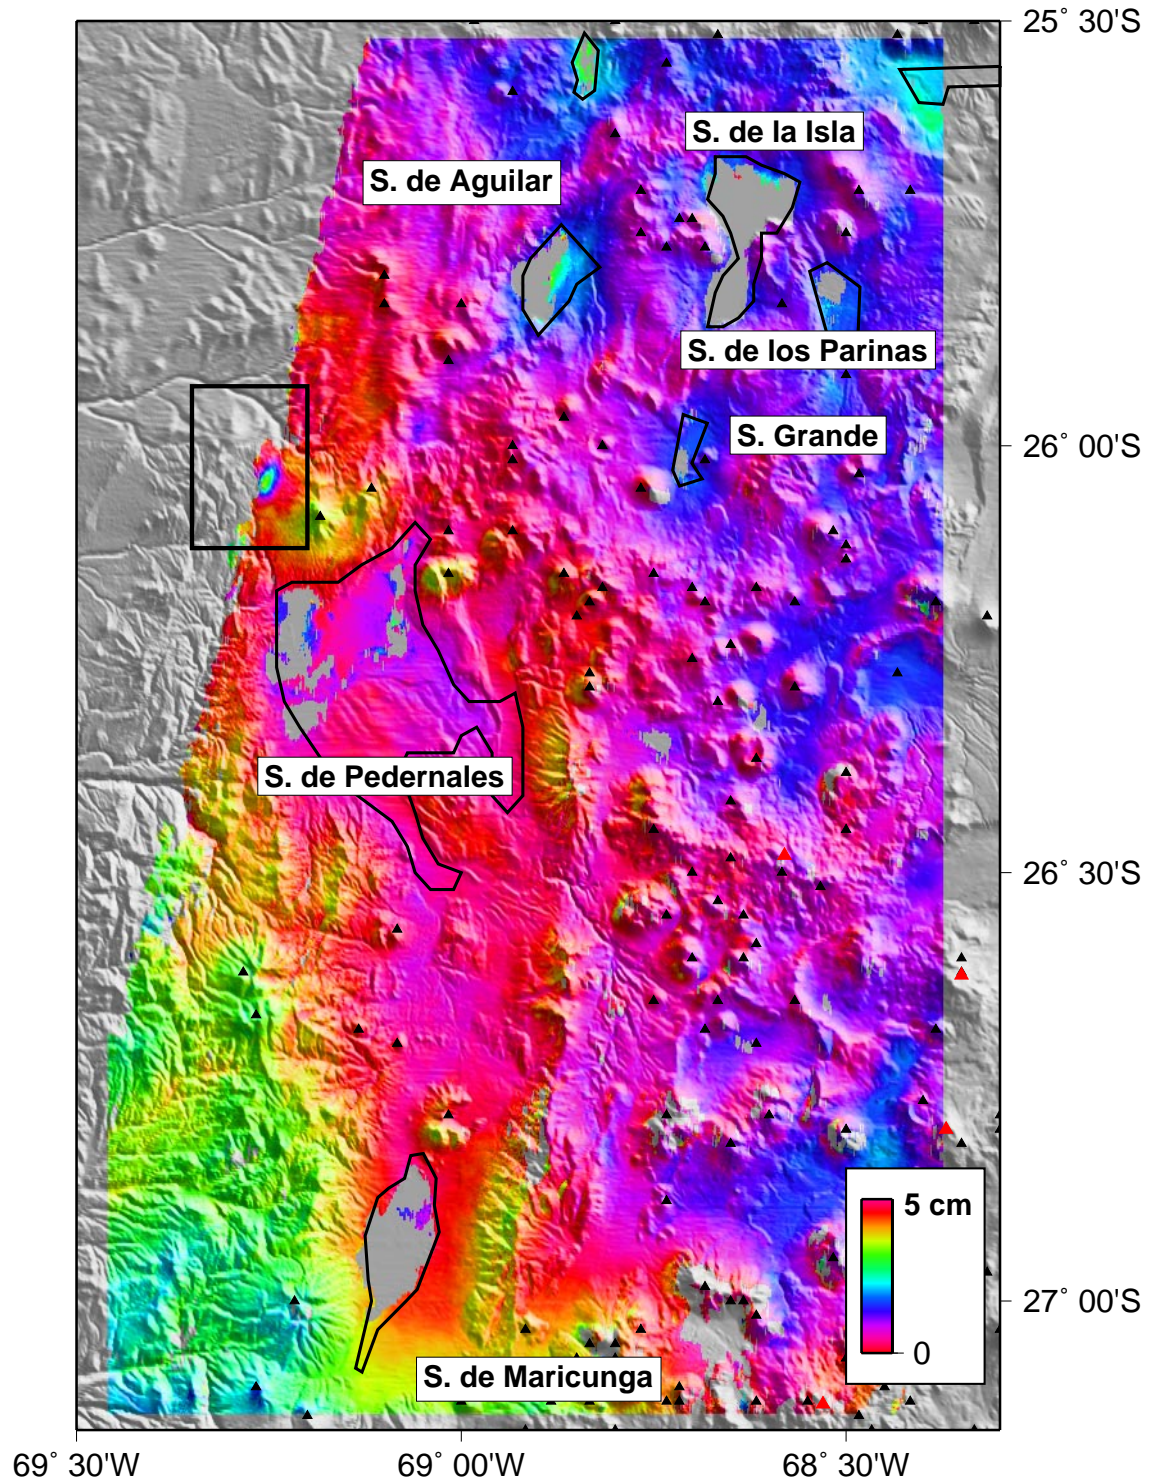 25° 30'S
S. de la Isla
S. de Aguilar
S. de los Parinas
S. Grande
26° 00'S
S. de Pedernales
26° 30'S
5 cm
0
27° 00'S
S. de Maricunga
69° 30'W
69° 00'W
68° 30'W